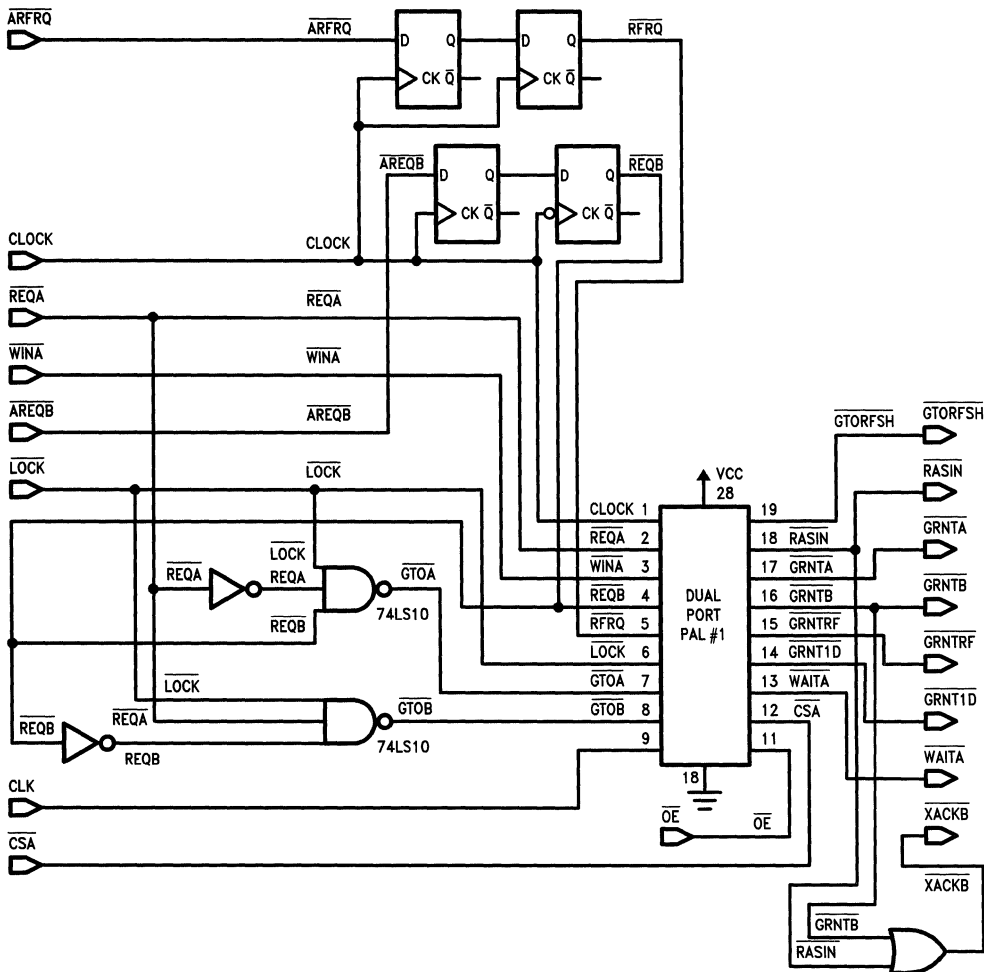 ARFRQ ARFRQ D Q D Q RFRQ
CK Q CK Q
AREQB D Q D Q REQB
CK Q CK Q
CLOCK CLOCK
REQA REQA
WINA WINA
AREQB AREQB
LOCK LOCK
GTORFSH GTORFSH
VCC
28
RASIN
CLOCK 1 19
REQA 2 18 RASIN
WINA 3 17 GRNTA GRNTA
REQB 4 16 GRNTB GRNTB
RFRQ 5 15 GRNTRF GRNTRF
LOCK 6 14 GRNT1D GRNT1D
GTOA 7 13 WAITA WAITA
GTOB 8 12 CSA
9 11
DUAL
PORT
PAL #1
18
LOCK
REQA REQA GTOA
REQB 74LS10
LOCK
REQA GTOB
REQB REQB 74LS10
CLK
OE OE
CSA
XACKB
XACKB
GRNTB
RASIN